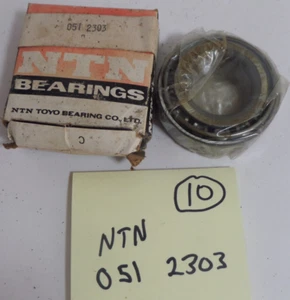 051 2303
NTN
BEARINGS
NTN TOYO BEARING CO., LTD.
10
NTN
051 2303